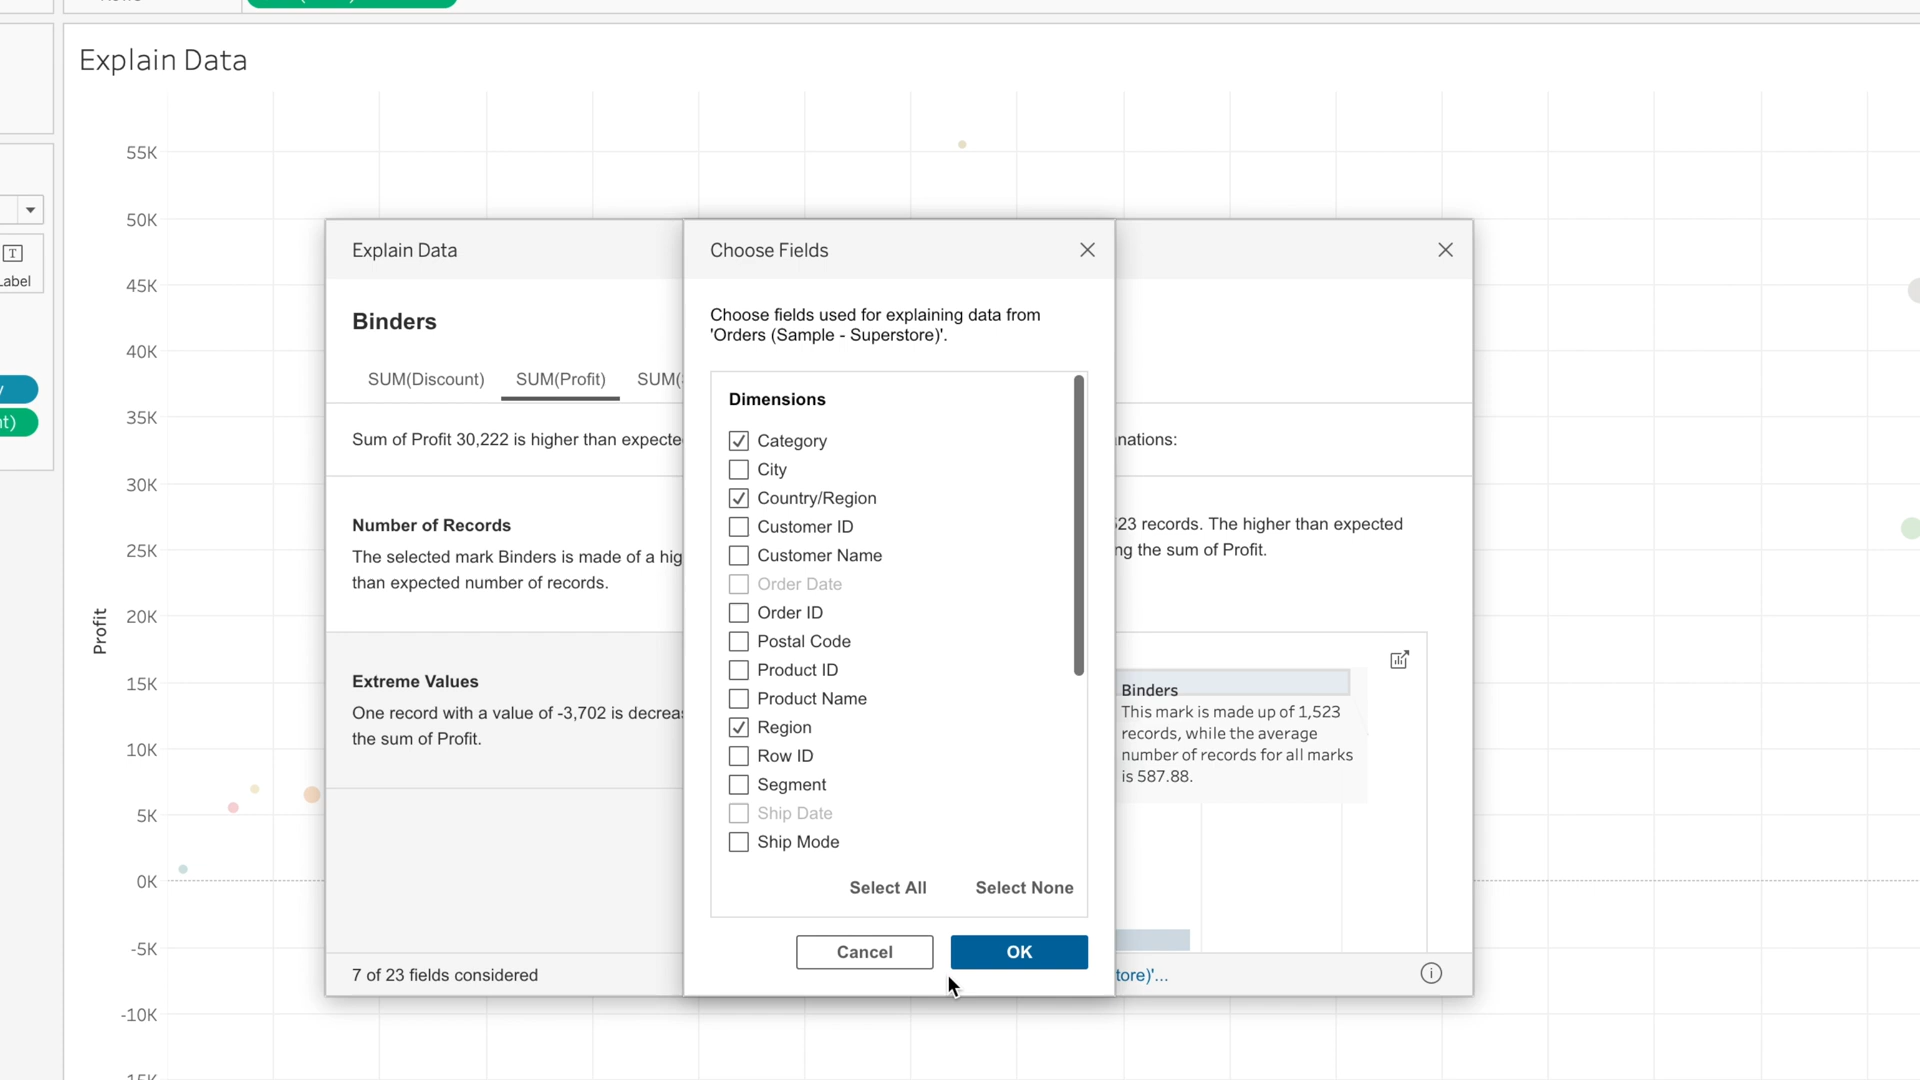 Explain Data
55K
50K
45K
40K
35K
30K
25K
20K
15K
10K
5K
0K
-5K
-10K
Profit
T
Label
Explain Data
Binders
SUM(Discount) SUM(Profit) SUM(
Sum of Profit 30,222 is higher than expecte
nations:
Number of Records
The selected mark Binders is made of a hig
than expected number of records.
Extreme Values
One record with a value of -3,702 is decrea
the sum of Profit.
7 of 23 fields considered
Choose Fields
Choose fields used for explaining data from
'Orders (Sample - Superstore)'.
Dimensions
Category
City
Country/Region
Customer ID
Customer Name
Order Date
Order ID
Postal Code
Product ID
Product Name
Region
Row ID
Segment
Ship Date
Ship Mode
Select All Select None
Cancel OK
523 records. The higher than expected
ng the sum of Profit.
Binders
This mark is made up of 1,523
records, while the average
number of records for all marks
is 587.88.
tore)'...